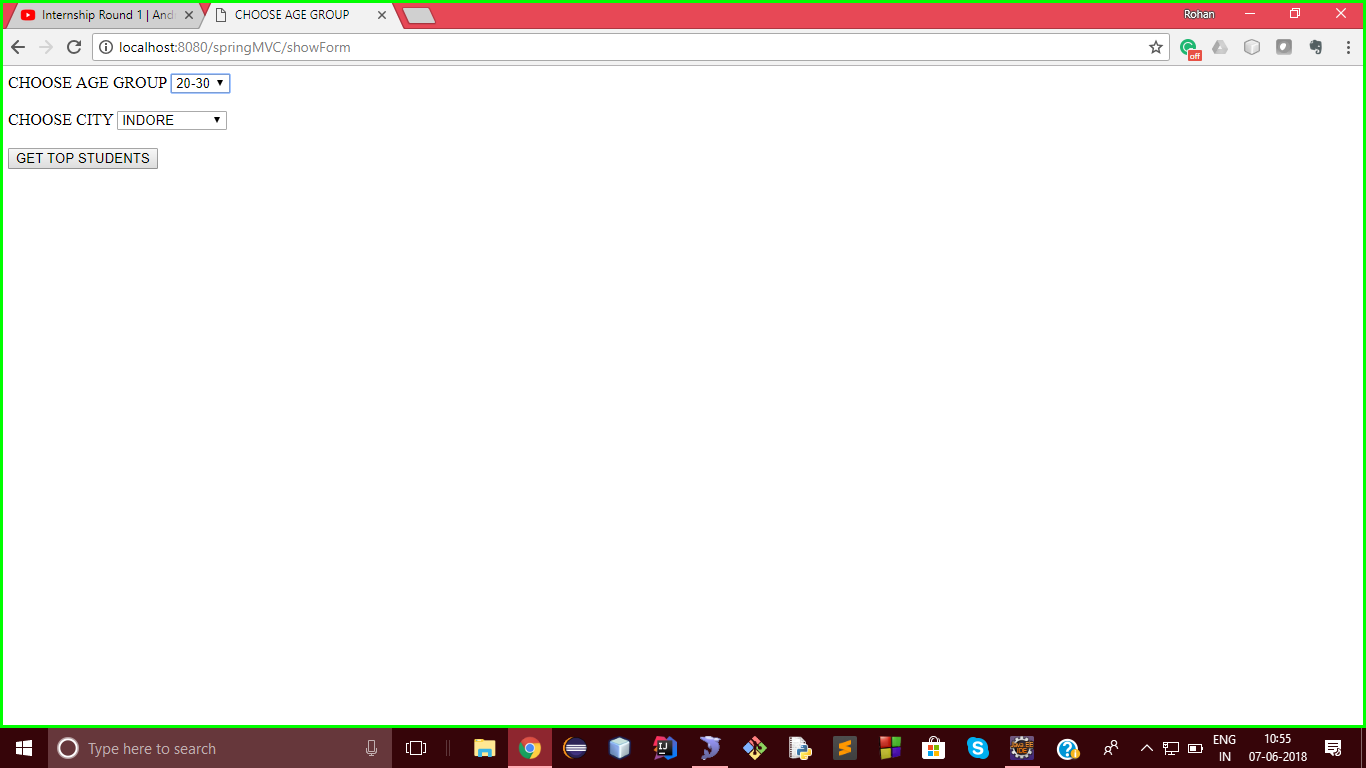 Internship Round 1 | And
CHOOSE AGE GROUP
Rohan
localhost:8080/springMVC/showForm
off
CHOOSE AGE GROUP 20-30
CHOOSE CITY INDORE
GET TOP STUDENTS
Type here to search
ENG
IN
10:55
07-06-2018